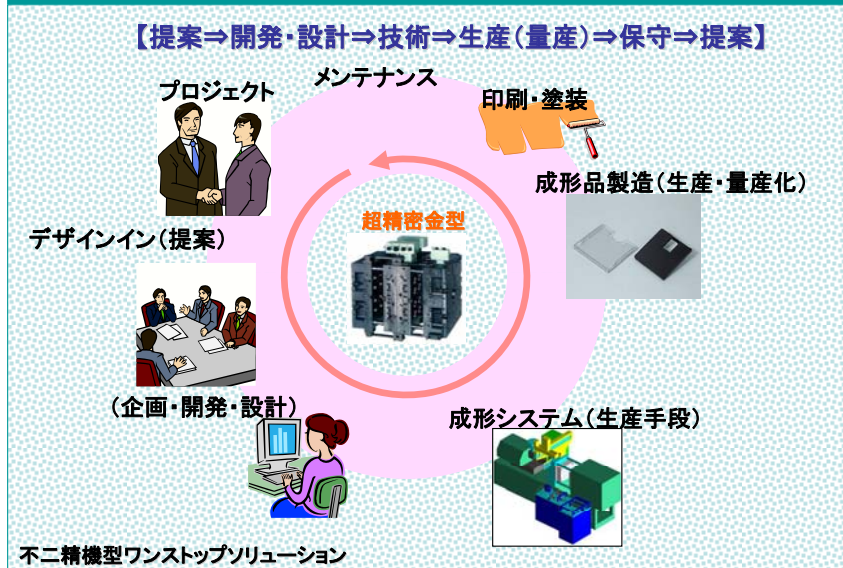 【提案⇒開発・設計⇒技術⇒生産(量産)⇒保守⇒提案】
メンテナンス
プロジェクト
印刷・塗装
成形品製造(生産・量産化)
超精密金型
デザインイン(提案)
(企画・開発・設計)
成形システム(生産手段)
不二精機型ワンストップソリューション